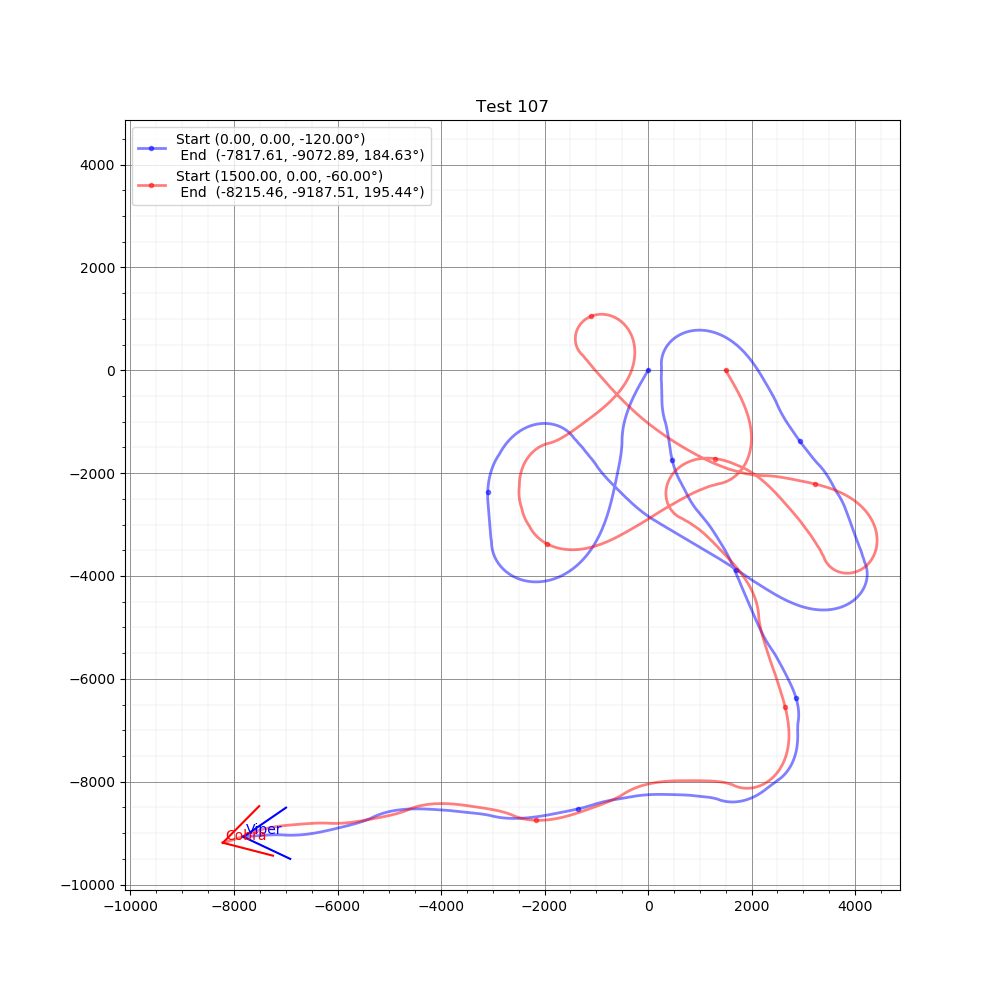 Test 107
Start (0.00, 0.00, -120.00°)
End (-7817.61, -9072.89, 184.63°)
Start (1500.00, 0.00, -60.00°)
End (-8215.46, -9187.51, 195.44°)
4000
2000
0
−2000
−4000
−6000
−8000
−10000
Viper
Cobra
−10000 −8000 −6000 −4000 −2000 0 2000 4000